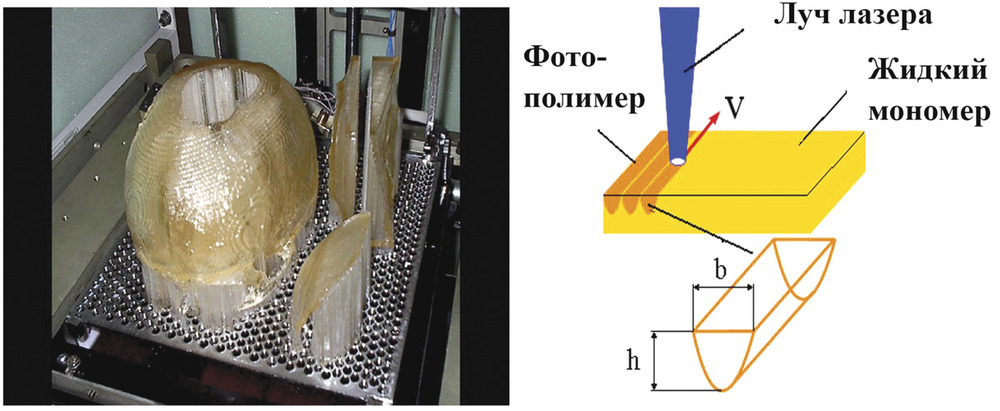 Луч лазера
Фото-
полимер
Жидкий
мономер
V
b
h